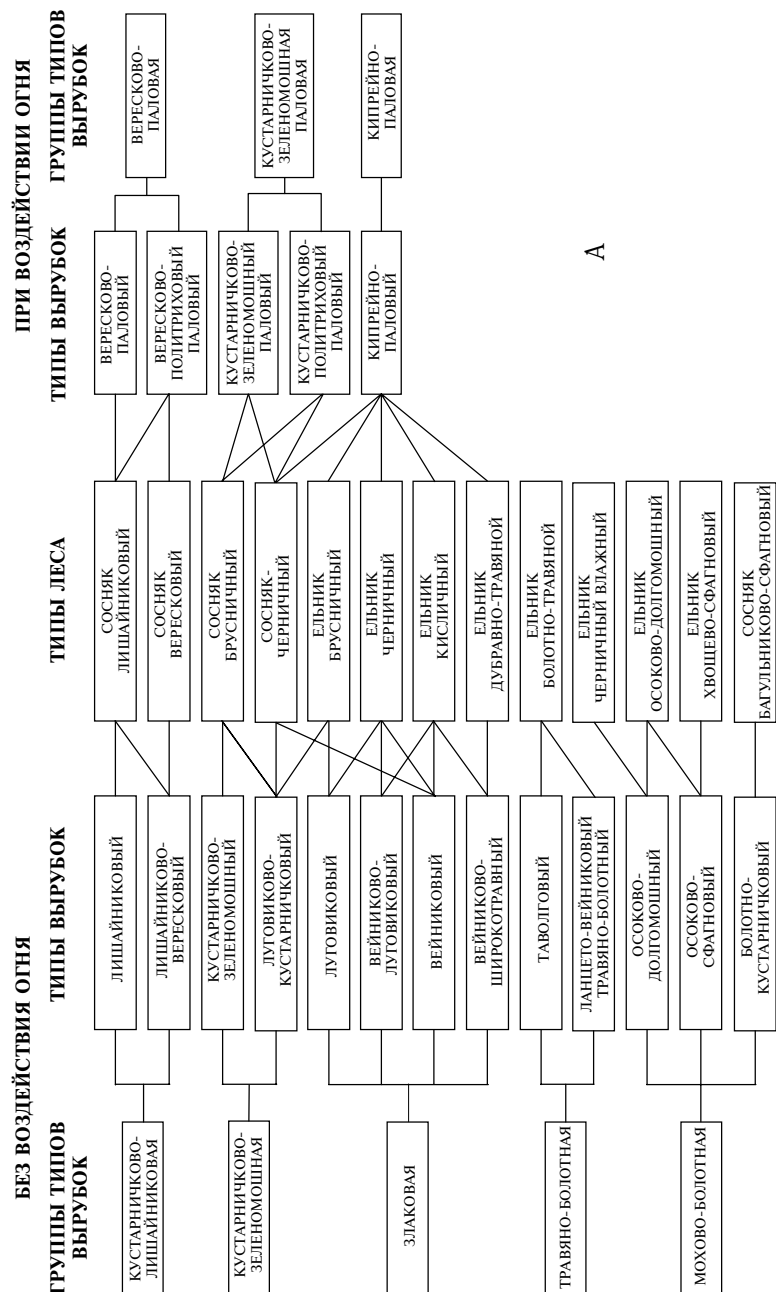 БЕЗ ВОЗДЕЙСТВИЯ ОГНЯ
ПРИ ВОЗДЕЙСТВИИ ОГНЯ
ГРУППЫ ТИПОВ
ВЫРУБОК
ТИПЫ ВЫРУБОК
ТИПЫ ЛЕСА
ТИПЫ ВЫРУБОК
ГРУППЫ ТИПОВ
ВЫРУБОК
КУСТАРНИЧКОВО-
ЛИШАЙНИКОВАЯ
КУСТАРНИЧКОВО-
ЗЕЛЕНОМОШНАЯ
ЗЛАКОВАЯ
ТРАВЯНО-БОЛОТНАЯ
МОХОВО-БОЛОТНАЯ
ЛИШАЙНИКОВЫЙ
ЛИШАЙНИКОВО-
ВЕРЕСКОВЫЙ
КУСТАРНИЧКОВО-
ЗЕЛЕНОМОШНЫЙ
ЛУГОВИКОВО-
КУСТАРНИЧКОВЫЙ
ЛУГОВИКОВЫЙ
ВЕЙНИКОВО-
ЛУГОВИКОВЫЙ
ВЕЙНИКОВЫЙ
ВЕЙНИКОВО-
ШИРОКОТРАВНЫЙ
ТАВОЛГОВЫЙ
ЛАНЦЕТО-ВЕЙНИКОВЫЙ
ТРАВЯНО-БОЛОТНЫЙ
ОСОКОВО-
ДОЛГОМОШНЫЙ
ОСОКОВО-
СФАГНОВЫЙ
БОЛОТНО-
КУСТАРНИЧКОВЫЙ
СОСНЯК
ЛИШАЙНИКОВЫЙ
СОСНЯК
ВЕРЕСКОВЫЙ
СОСНЯК
БРУСНИЧНЫЙ
СОСНЯК-
ЧЕРНИЧНЫЙ
ЕЛЬНИК
БРУСНИЧНЫЙ
ЕЛЬНИК
ЧЕРНИЧНЫЙ
ЕЛЬНИК
КИСЛИЧНЫЙ
ЕЛЬНИК
ДУБРАВНО-ТРАВЯНОЙ
ЕЛЬНИК
БОЛОТНО-ТРАВЯНОЙ
ЕЛЬНИК
ЧЕРНИЧНЫЙ ВЛАЖНЫЙ
ЕЛЬНИК
ОСОКОВО-ДОЛГОМОШНЫЙ
ЕЛЬНИК
ХВОЩЕВО-СФАГНОВЫЙ
СОСНЯК
БАГУЛЬНИКОВО-СФАГНОВЫЙ
ВЕРЕСКОВО-
ПАЛОВЫЙ
ВЕРЕСКОВО-
ПОЛИТРИХОВЫЙ
ПАЛОВЫЙ
КУСТАРНИЧКОВО-
ЗЕЛЕНОМОШНЫЙ
ПАЛОВЫЙ
КУСТАРНИЧКОВО-
ПОЛИТРИХОВЫЙ
ПАЛОВЫЙ
КИПРЕЙНО-
ПАЛОВЫЙ
ВЕРЕСКОВО-
ПАЛОВАЯ
КУСТАРНИЧКОВО-
ЗЕЛЕНОМОШНАЯ
ПАЛОВАЯ
КИПРЕЙНО-
ПАЛОВАЯ
А